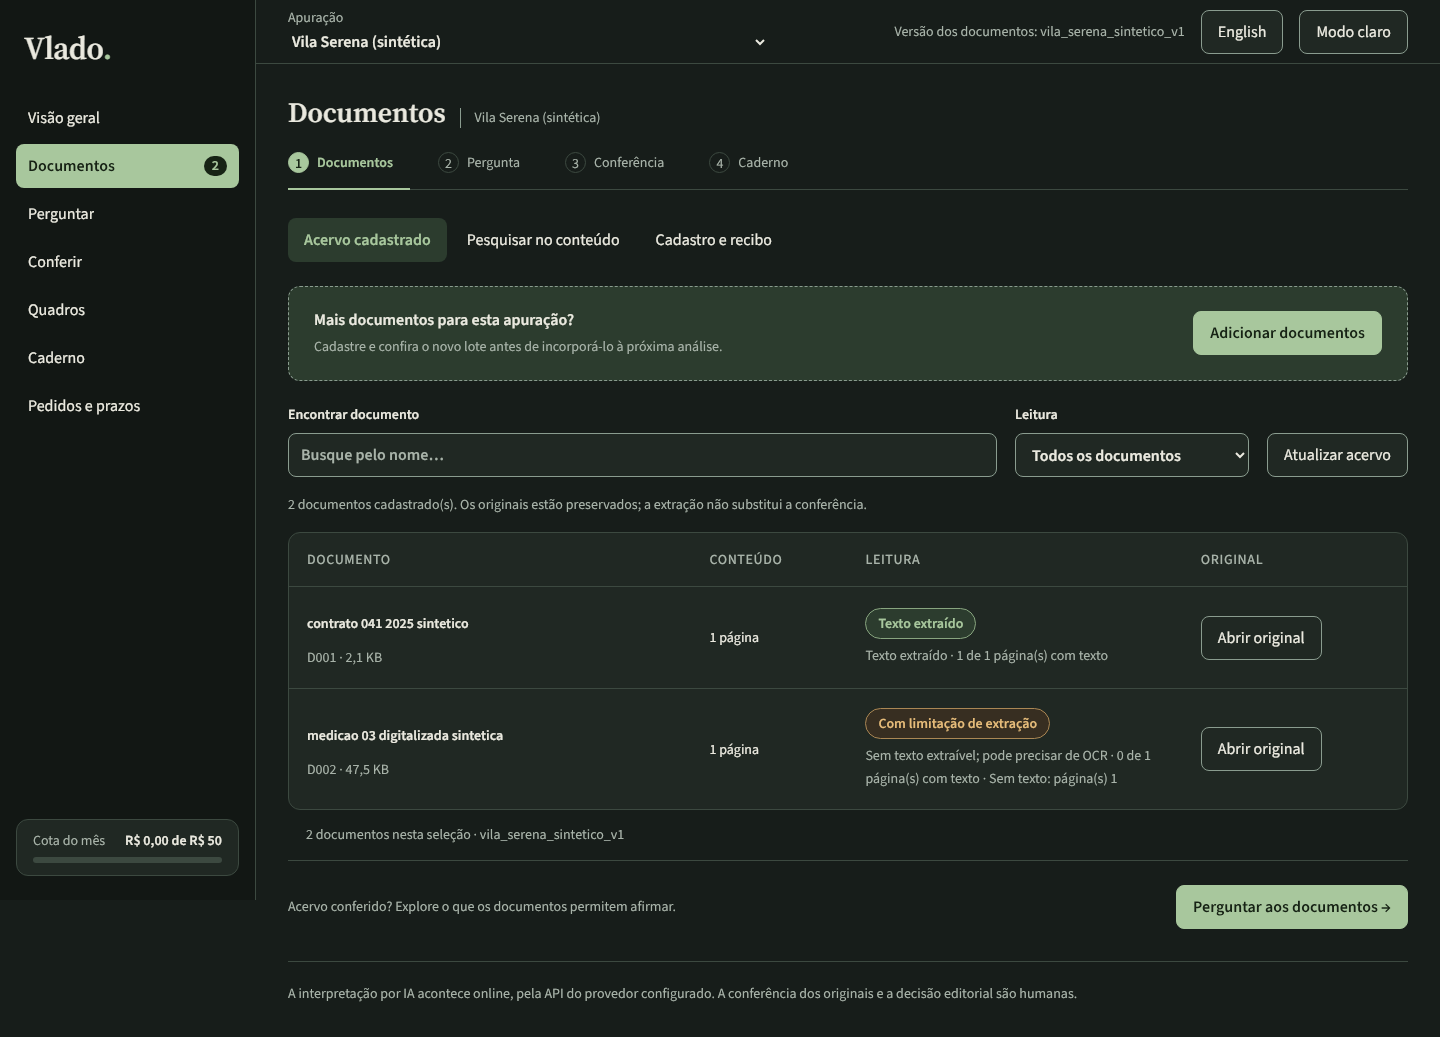 Vlado.
Visão geral
Documentos 2
Perguntar
Conferir
Quadros
Caderno
Pedidos e prazos
Cota do mês R$ 0,00 de R$ 50
Apuração
Vila Serena (sintética)
Versão dos documentos: vila_serena_sintetico_v1
English
Modo claro
Documentos
Vila Serena (sintética)
1 Documentos
2 Pergunta
3 Conferência
4 Caderno
Acervo cadastrado
Pesquisar no conteúdo
Cadastro e recibo
Mais documentos para esta apuração?
Cadastre e confira o novo lote antes de incorporá-lo à próxima análise.
Adicionar documentos
Encontrar documento
Busque pelo nome...
Leitura
Todos os documentos
Atualizar acervo
2 documentos cadastrado(s). Os originais estão preservados; a extração não substitui a conferência.
DOCUMENTO CONTEÚDO LEITURA ORIGINAL
contrato 041 2025 sintetico
D001 · 2,1 KB
1 página
Texto extraído
Texto extraído · 1 de 1 página(s) com texto
Abrir original
medicao 03 digitalizada sintetica
D002 · 47,5 KB
1 página
Com limitação de extração
Sem texto extraível; pode precisar de OCR · 0 de 1
página(s) com texto · Sem texto: página(s) 1
Abrir original
2 documentos nesta seleção · vila_serena_sintetico_v1
Acervo conferido? Explore o que os documentos permitem afirmar.
Perguntar aos documentos →
A interpretação por IA acontece online, pela API do provedor configurado. A conferência dos originais e a decisão editorial são humanas.